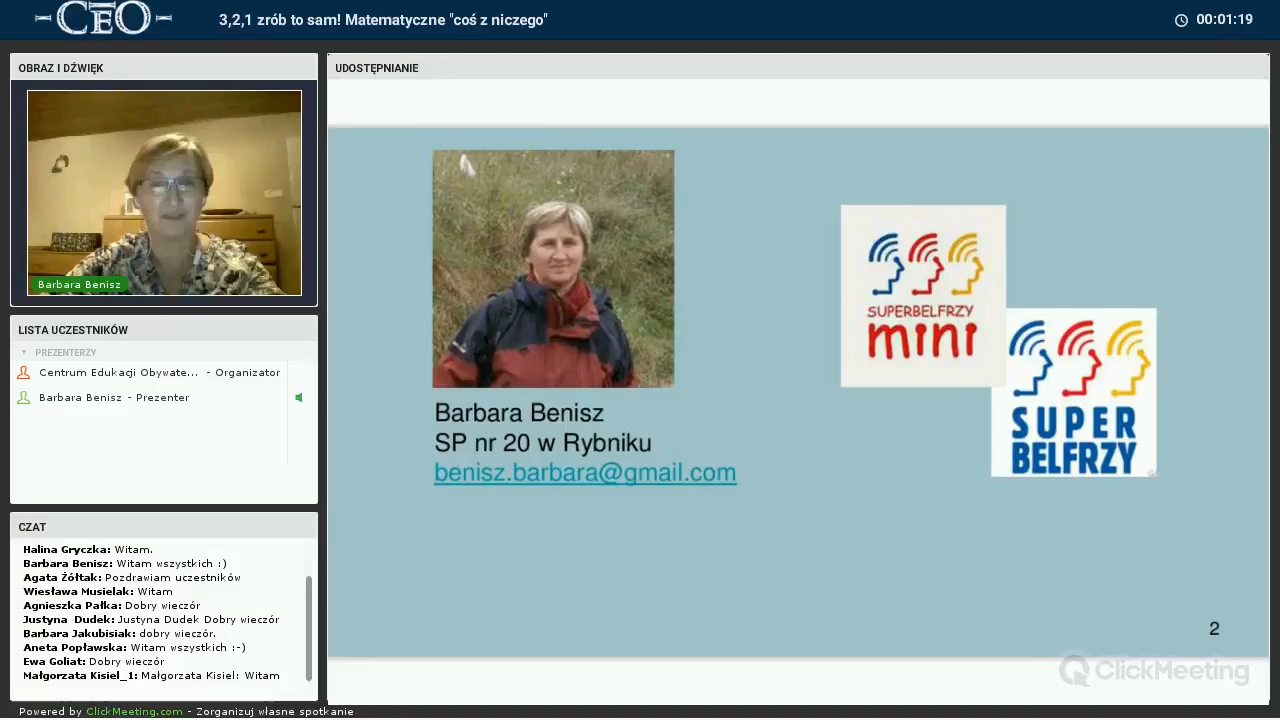 CEO
3,2,1 zrób to sam! Matematyczne "coś z niczego"
00:01:19
OBRAZ I DŹWIĘK
Barbara Benisz
LISTA UCZESTNIKÓW
PREZENTERZY
Centrum Edukacji Obywate... - Organizator
Barbara Benisz - Prezenter
CZAT
Halina Gryczka: Witam.
Barbara Benisz: Witam wszystkich :)
Agata Żółtak: Pozdrawiam uczestników
Wiesława Musielak: Witam
Agnieszka Pałka: Dobry wieczór
Justyna Dudek: Justyna Dudek Dobry wieczór
Barbara Jakubisiak: dobry wieczór.
Aneta Popławska: Witam wszystkich :-)
Ewa Goliat: Dobry wieczór
Małgorzata Kisiel_1: Małgorzata Kisiel: Witam
UDOSTĘPNIANIE
SUPERBELFRZY
mini
SUPER
BELFRZY
Barbara Benisz
SP nr 20 w Rybniku
benisz.barbara@gmail.com
2
ClickMeeting
Powered by ClickMeeting.com - Zorganizuj własne spotkanie